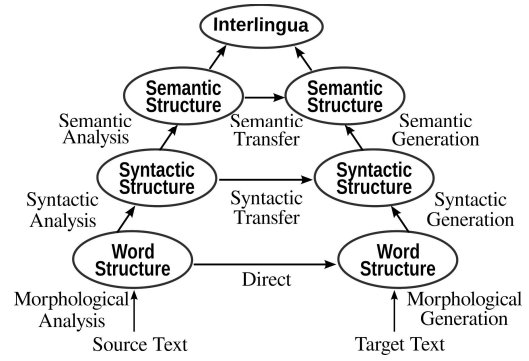 Interlingua
Semantic
Structure
Semantic
Structure
Semantic
Analysis
Semantic
Transfer
Semantic
Generation
Syntactic
Structure
Syntactic
Structure
Syntactic
Analysis
Syntactic
Transfer
Syntactic
Generation
Word
Structure
Word
Structure
Direct
Morphological
Analysis
Morphological
Generation
Source Text
Target Text